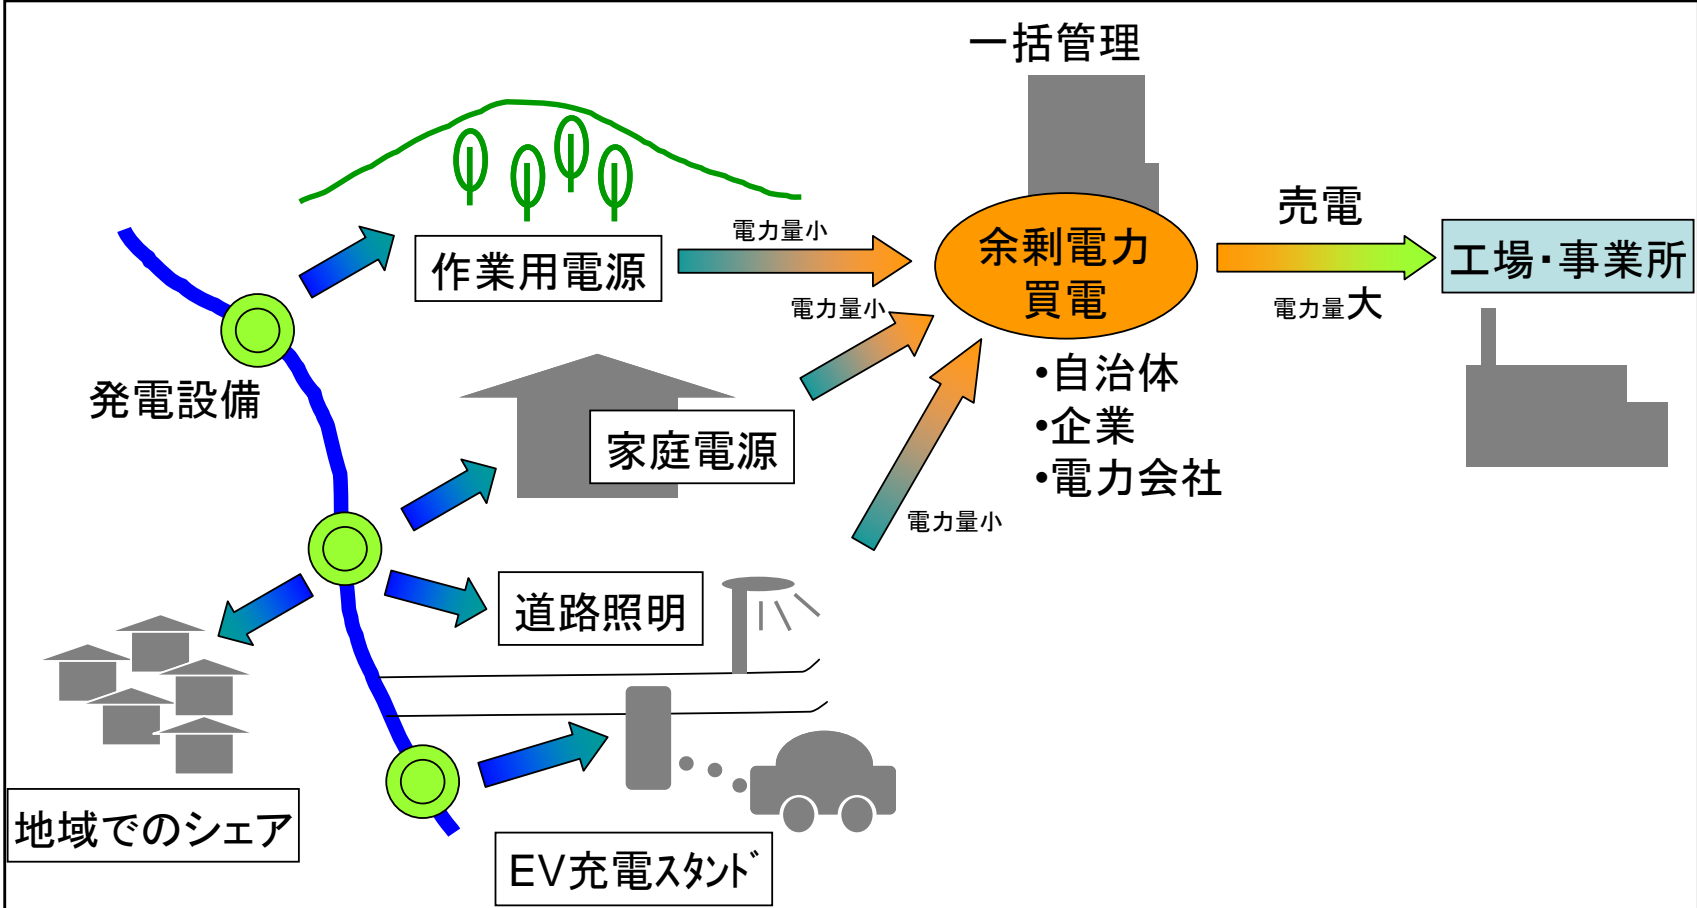 一括管理
売電
電力量小
作業用電源
余剰電力
買電
工場・事業所
電力量小
電力量大
発電設備
•自治体
•企業
•電力会社
家庭電源
電力量小
道路照明
地域でのシェア
EV充電ｽﾀﾝﾄﾞ